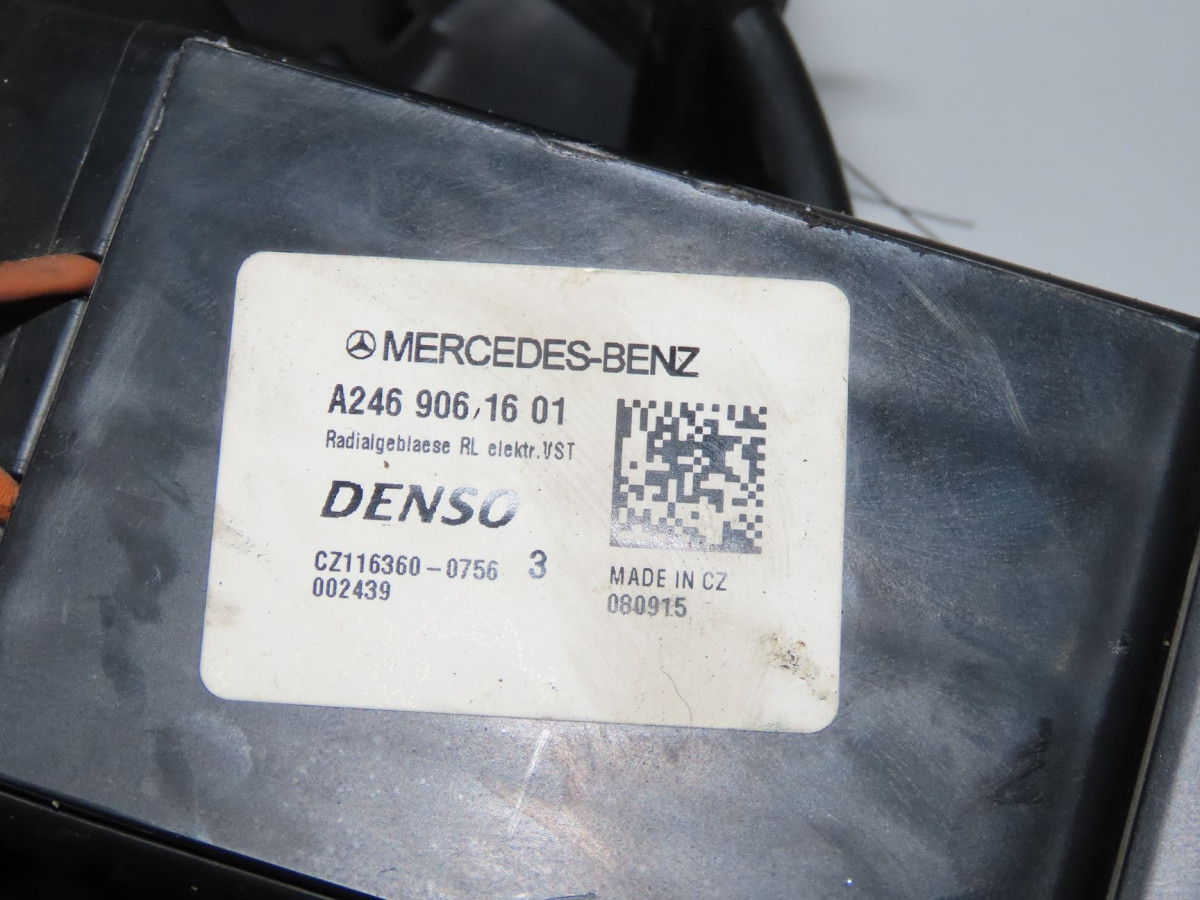 MERCEDES-BENZ
A246 906 16 01
Radialgeblaese RL elektr. VST
DENSO
CZ116360-0756 3
002439
MADE IN CZ
080915